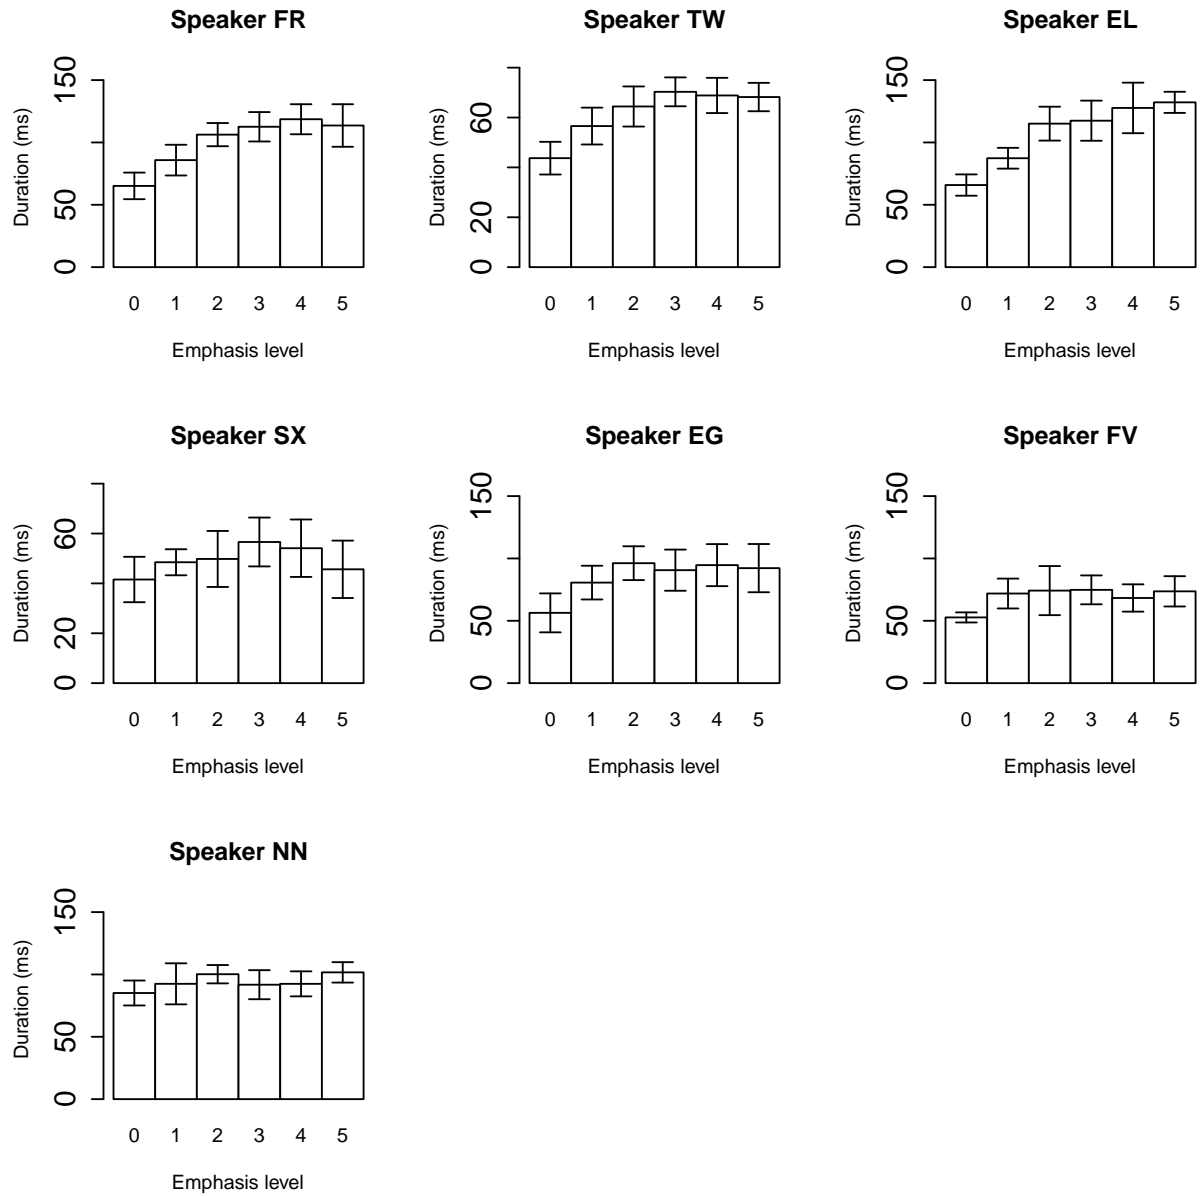 Speaker FR
Duration (ms)
150
50
0
0 1 2 3 4 5
Emphasis level
Speaker TW
Duration (ms)
60
20
0
0 1 2 3 4 5
Emphasis level
Speaker EL
Duration (ms)
150
50
0
0 1 2 3 4 5
Emphasis level
Speaker SX
Duration (ms)
60
20
0
0 1 2 3 4 5
Emphasis level
Speaker EG
Duration (ms)
150
50
0
0 1 2 3 4 5
Emphasis level
Speaker FV
Duration (ms)
150
50
0
0 1 2 3 4 5
Emphasis level
Speaker NN
Duration (ms)
150
50
0
0 1 2 3 4 5
Emphasis level